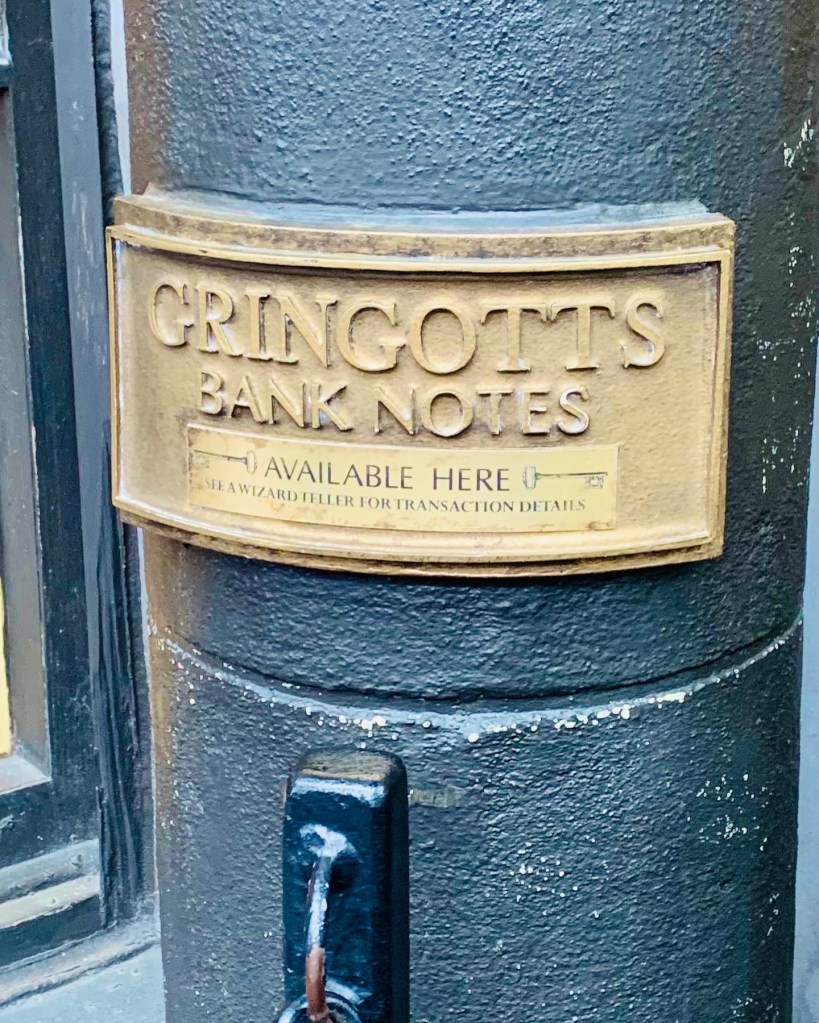 GRINGOTTS
BANK NOTES
AVAILABLE HERE
SEE A WIZARD TELLER FOR TRANSACTION DETAILS